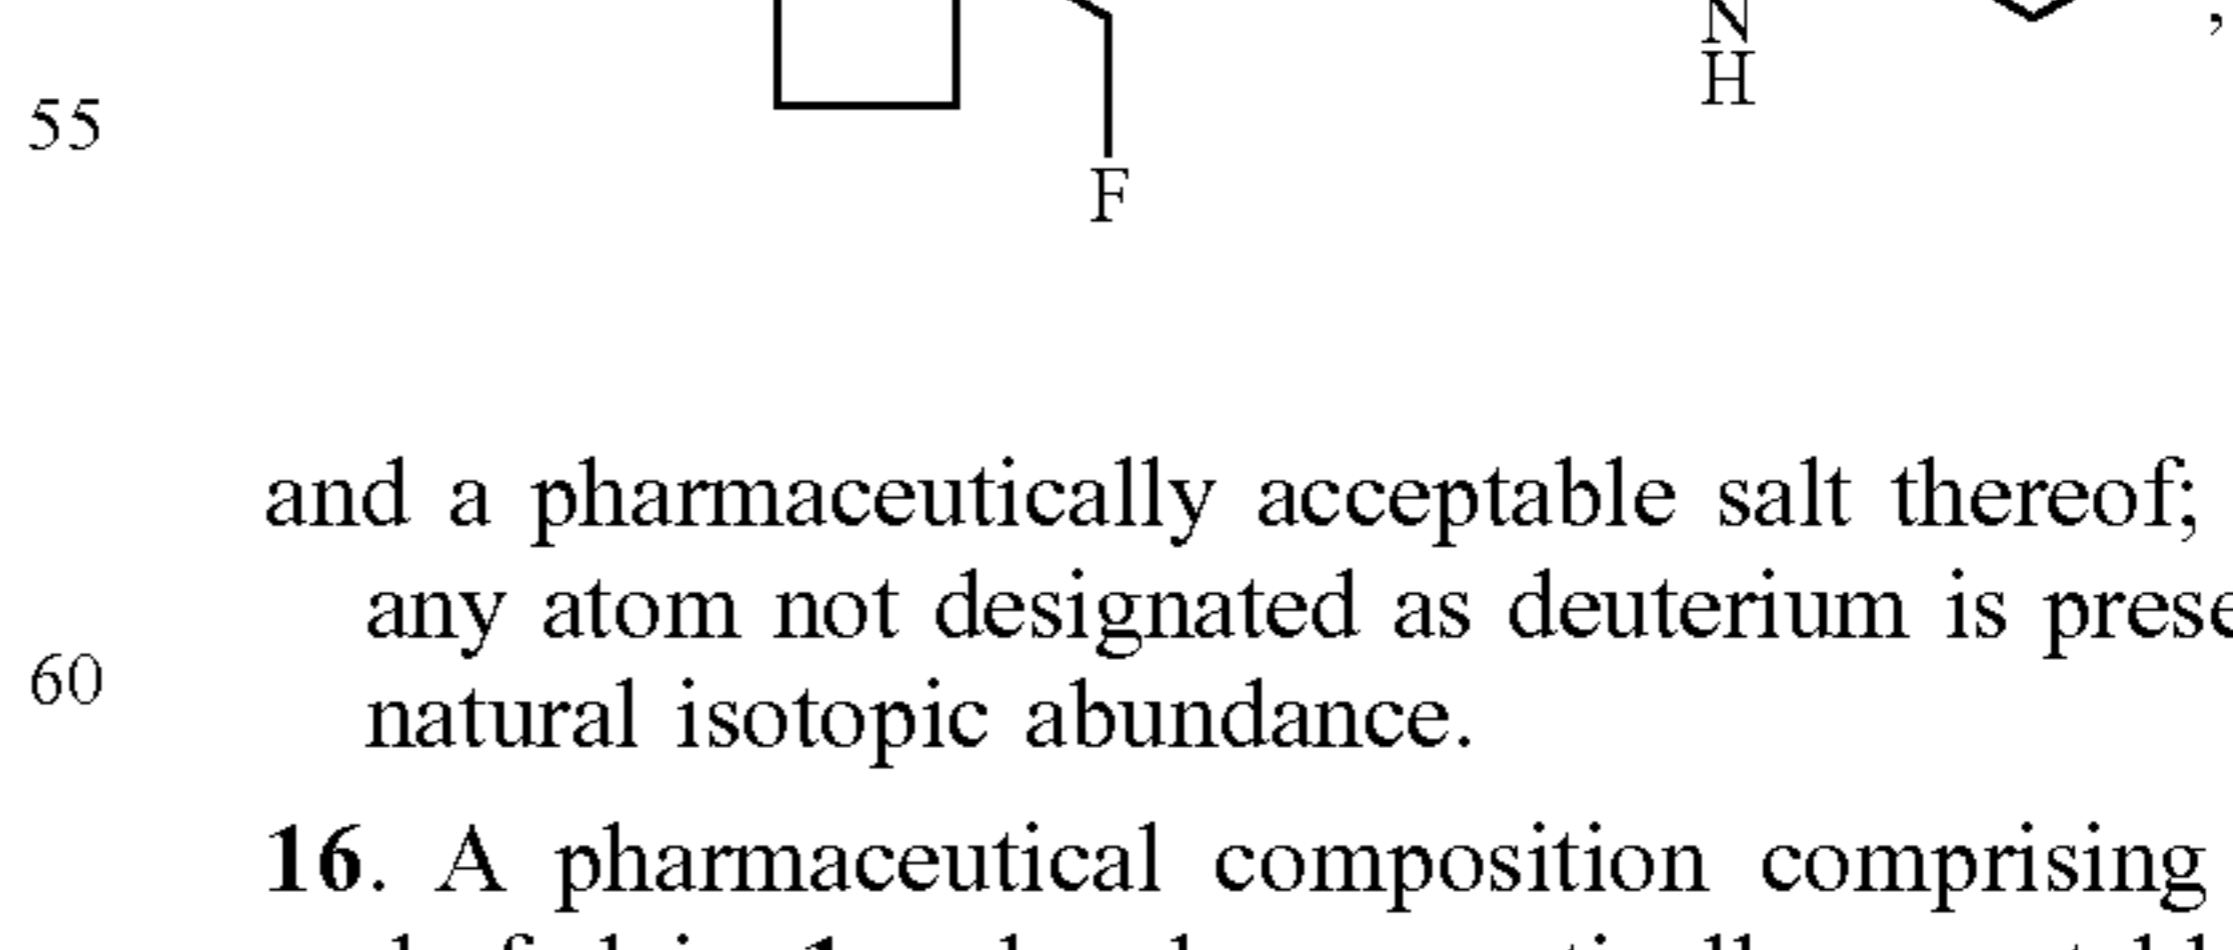 N
H
,
55
F
and a pharmaceutically acceptable salt thereof;
any atom not designated as deuterium is
60
natural isotopic abundance.
16. A pharmaceutical composition comprising